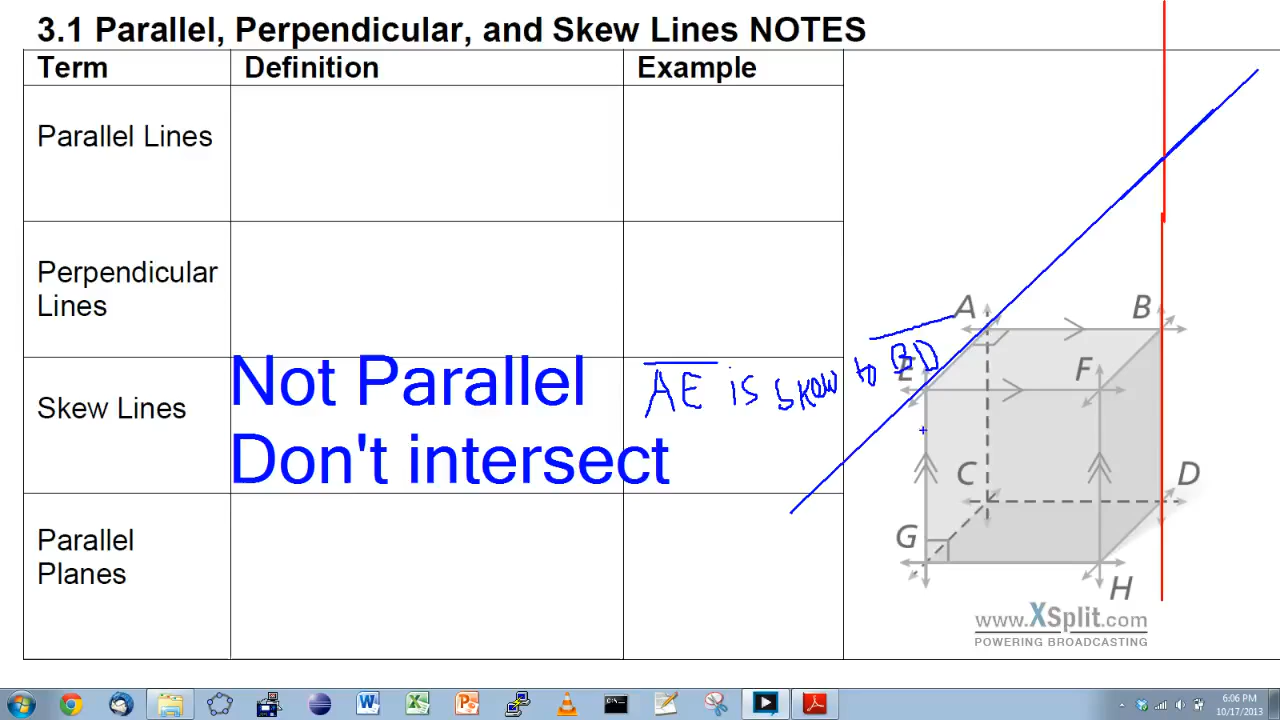 3.1 Parallel, Perpendicular, and Skew Lines NOTES
Term Definition Example
Parallel Lines
Perpendicular
Lines
Skew Lines
Not Parallel
Don't intersect
AE is skew to BD
Parallel
Planes
A
B
E
F
C
D
G
H
www.XSplit.com
POWERING BROADCASTING
6:06 PM
10/17/2013